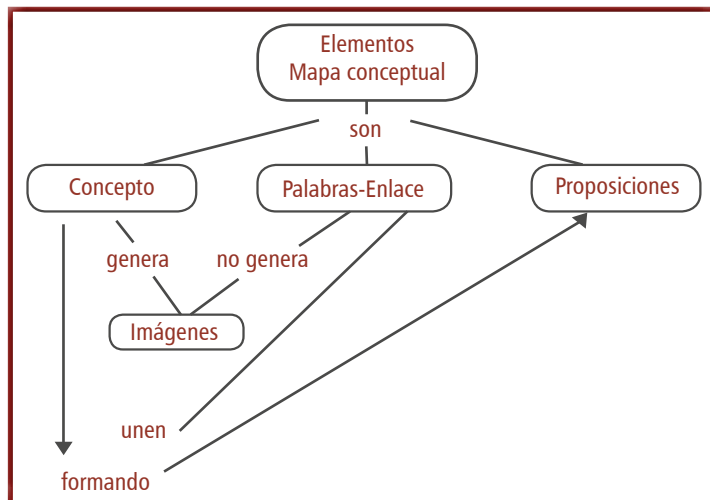 Elementos
Mapa conceptual
son
Concepto
Palabras-Enlace
Proposiciones
genera
no genera
Imágenes
unen
formando